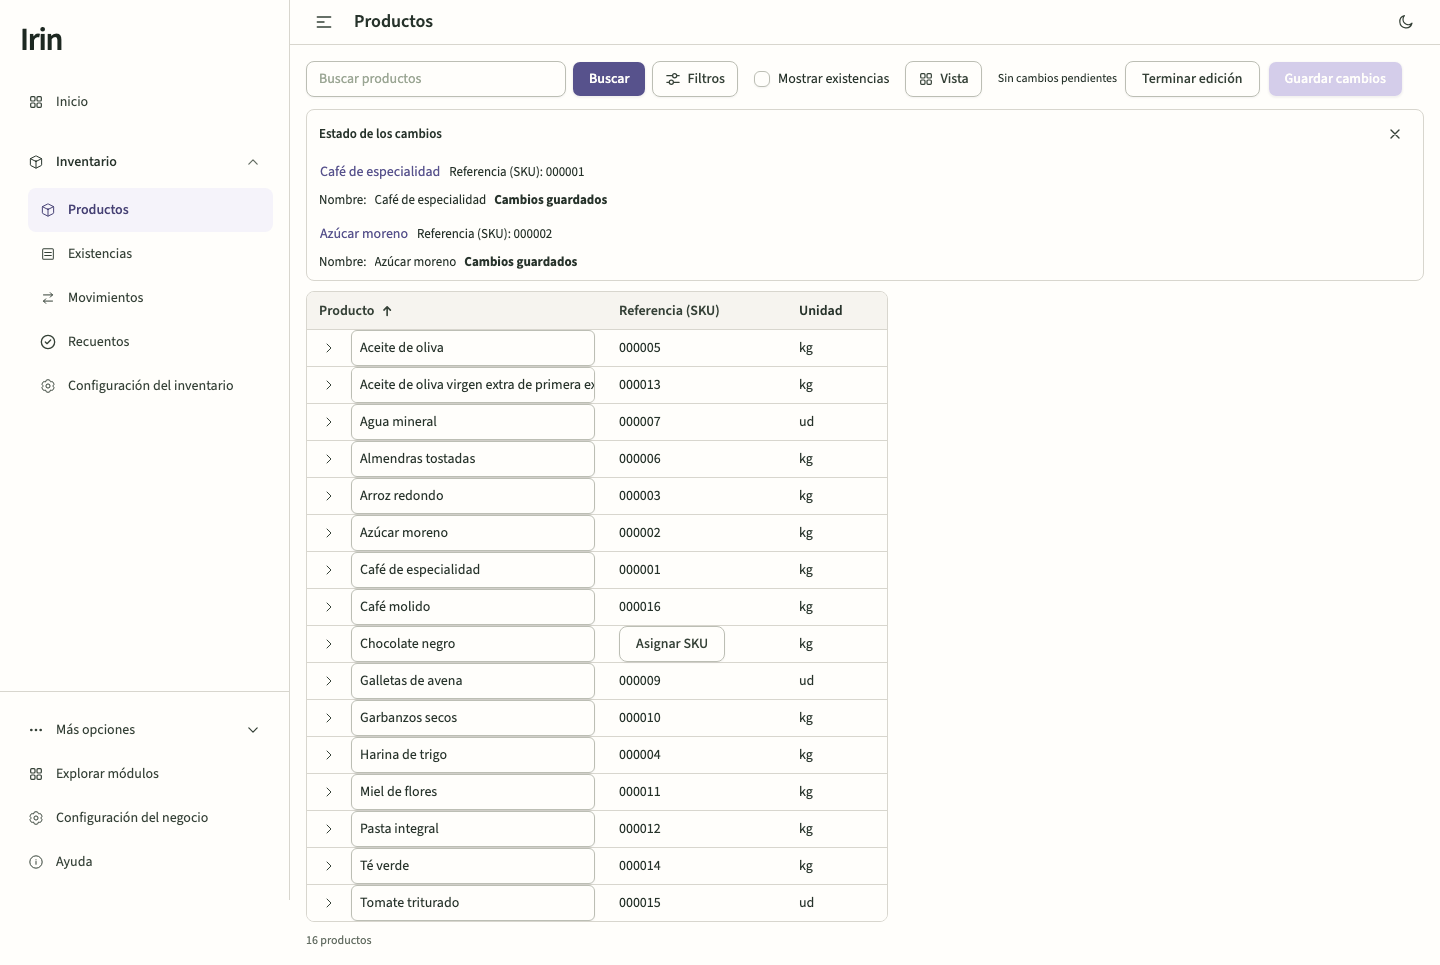 Irin
Inicio
Inventario
Productos
Existencias
Movimientos
Recuentos
Configuración del inventario
Más opciones
Explorar módulos
Configuración del negocio
Ayuda
Productos
Buscar productos Buscar Filtros Mostrar existencias Vista Sin cambios pendientes Terminar edición Guardar cambios
Estado de los cambios
Café de especialidad Referencia (SKU): 000001
Nombre: Café de especialidad Cambios guardados
Azúcar moreno Referencia (SKU): 000002
Nombre: Azúcar moreno Cambios guardados
Producto Referencia (SKU) Unidad
Aceite de oliva 000005 kg
Aceite de oliva virgen extra de primera 000013 kg
Agua mineral 000007 ud
Almendras tostadas 000006 kg
Arroz redondo 000003 kg
Azúcar moreno 000002 kg
Café de especialidad 000001 kg
Café molido 000016 kg
Chocolate negro Asignar SKU kg
Galletas de avena 000009 ud
Garbanzos secos 000010 kg
Harina de trigo 000004 kg
Miel de flores 000011 kg
Pasta integral 000012 kg
Té verde 000014 kg
Tomate triturado 000015 ud
16 productos